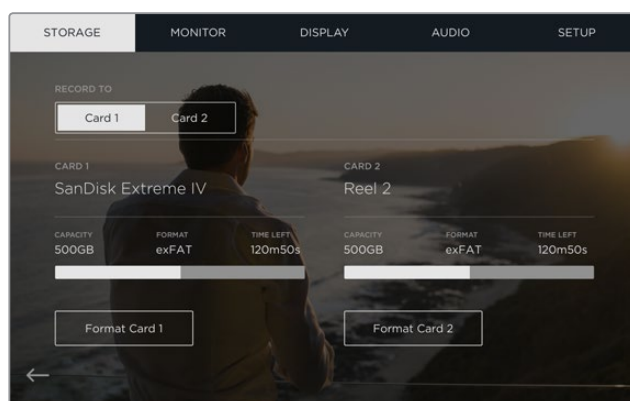 STORAGE MONITOR DISPLAY AUDIO SETUP
RECORD TO
Card 1 Card 2
CARD 1 CARD 2
SanDisk Extreme IV Reel 2
CAPACITY FORMAT TIME LEFT CAPACITY FORMAT TIME LEFT
500GB exFAT 120m50s 500GB exFAT 120m50s
Format Card 1 Format Card 2